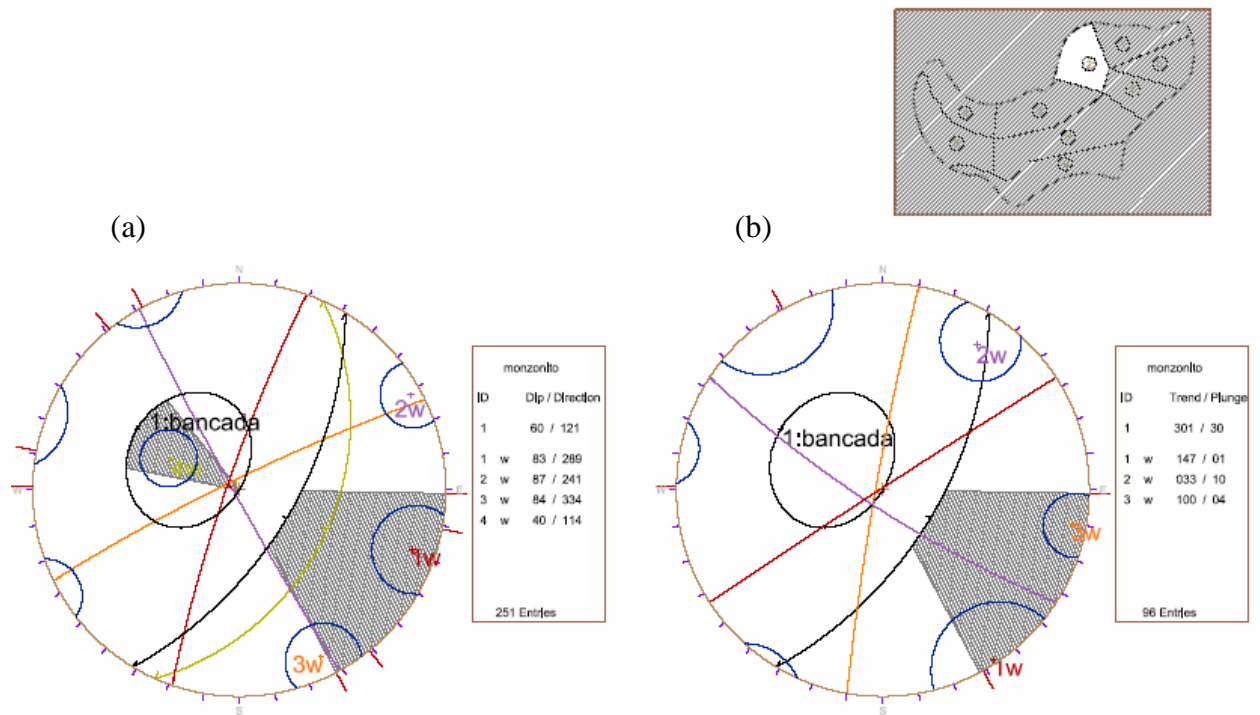 (a)
(b)
N
W
E
S
1:bancada
2w
4w
1w
3w
monzonIto
ID DIp / DIrection
1 60 / 121
1 w 83 / 289
2 w 87 / 241
3 w 84 / 334
4 w 40 / 114
251 EntrIes
N
W
E
S
1:bancada
2w
3w
1w
monzonIto
ID Trend / Plunge
1 301 / 30
1 w 147 / 01
2 w 033 / 10
3 w 100 / 04
96 EntrIes